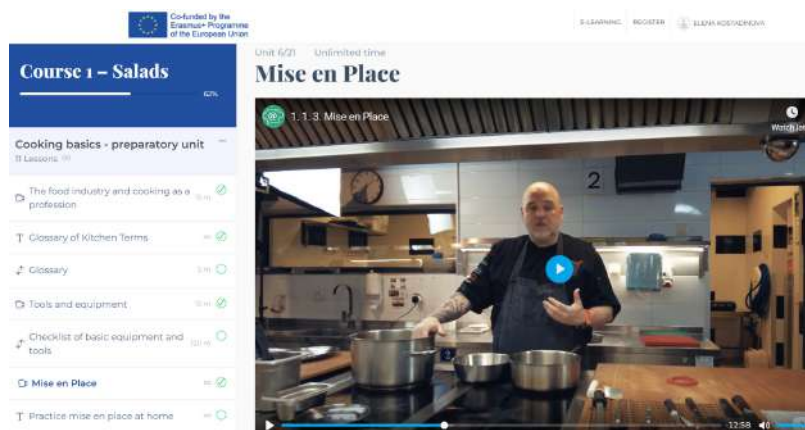 Co-funded by the
Erasmus+ Programme
of the European Union
E-LEARNING REGISTER ELENA KOSTADINOVA
Course 1 – Salads
62%
Cooking basics - preparatory unit
11 Lessons
The food industry and cooking as a
profession
Glossary of Kitchen Terms
Glossary
Tools and equipment
Checklist of basic equipment and
tools
Mise en Place
Practice mise en place at home
Unit 6/21 Unlimited time
Mise en Place
1. 1. 3. Mise en Place
2
12:58